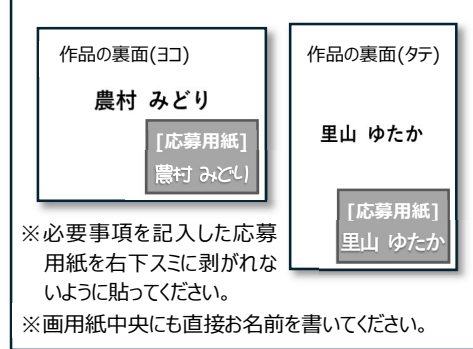 作品の裏面(ヨコ)
農村 みどり
[応募用紙]
農村 みどり
作品の裏面(タテ)
里山 ゆたか
[応募用紙]
里山 ゆたか
※必要事項を記入した応募
用紙を右下スミに剥がれな
いように貼ってください。
※画用紙中央にも直接お名前を書いてください。